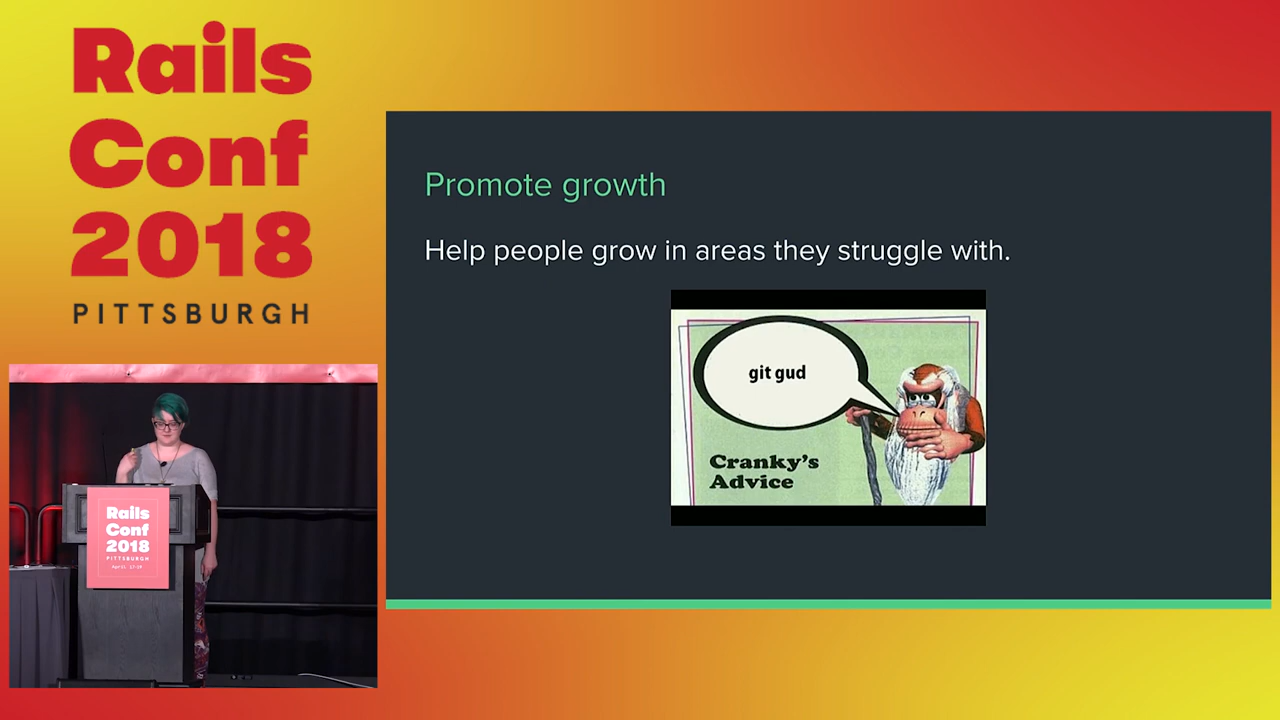 Rails
Conf
2018
PITTSBURGH
Promote growth
Help people grow in areas they struggle with.
git gud
Cranky's
Advice
Rails
Conf
2018
PITTSBURGH